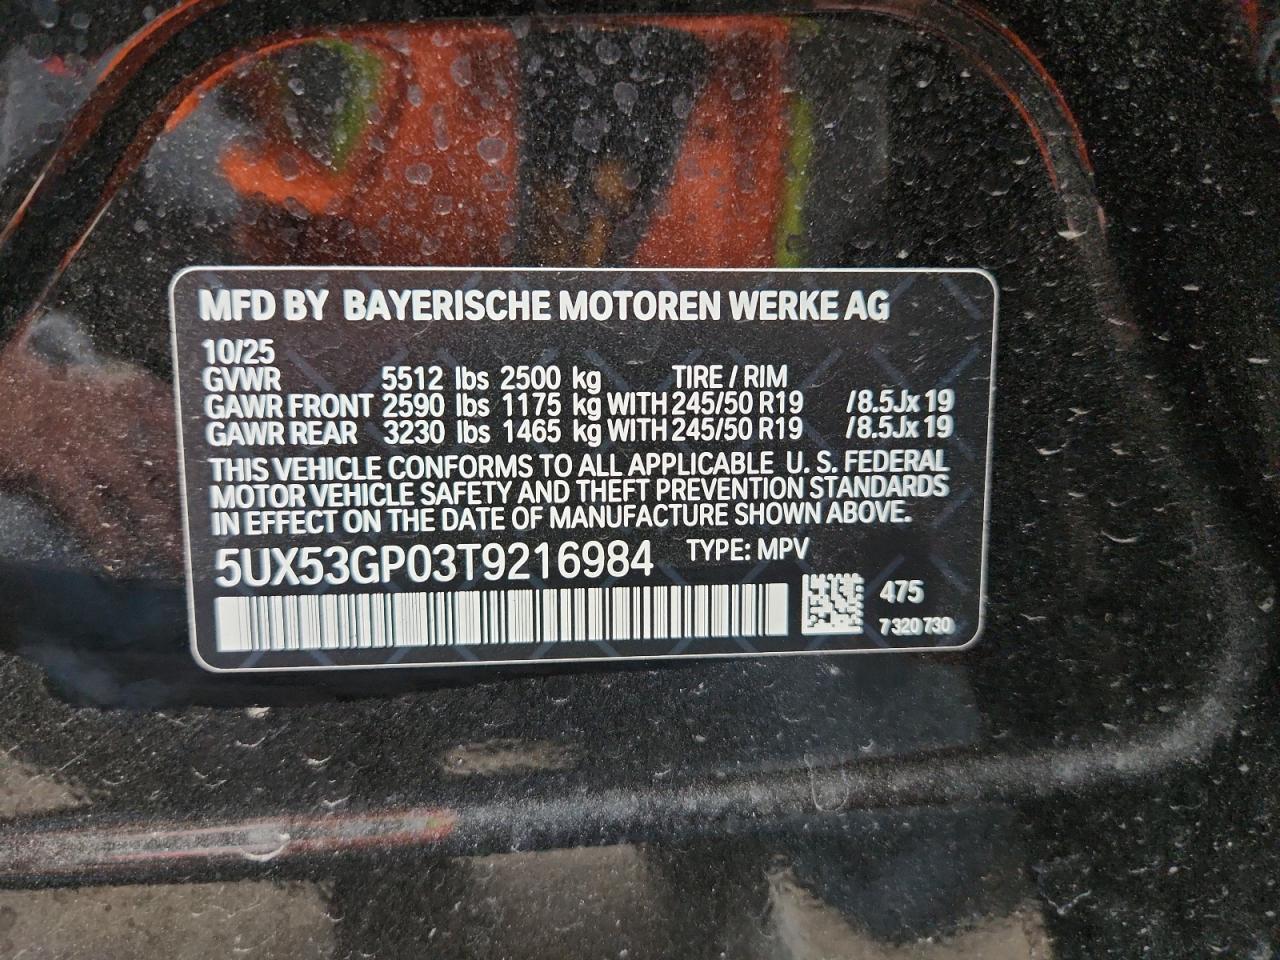 MFD BY BAYERISCHE MOTOREN WERKE AG
10/25
GVWR 5512 lbs 2500 kg TIRE / RIM
GAWR FRONT 2590 lbs 1175 kg WITH 245/50 R19 /8.5Jx 19
GAWR REAR 3230 lbs 1465 kg WITH 245/50 R19 /8.5Jx 19
THIS VEHICLE CONFORMS TO ALL APPLICABLE U. S. FEDERAL
MOTOR VEHICLE SAFETY AND THEFT PREVENTION STANDARDS
IN EFFECT ON THE DATE OF MANUFACTURE SHOWN ABOVE.
5UX53GP03T9216984 TYPE: MPV
475
7 320 730